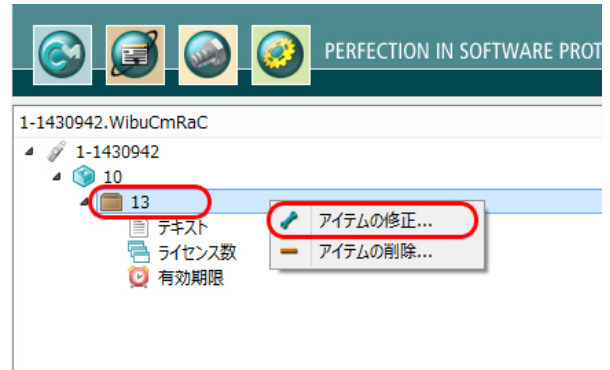 PERFECTION IN SOFTWARE PROT
1-1430942.WibuCmRaC
1-1430942
10
13
テキスト
ライセンス数
有効期限
アイテムの修正...
アイテムの削除...